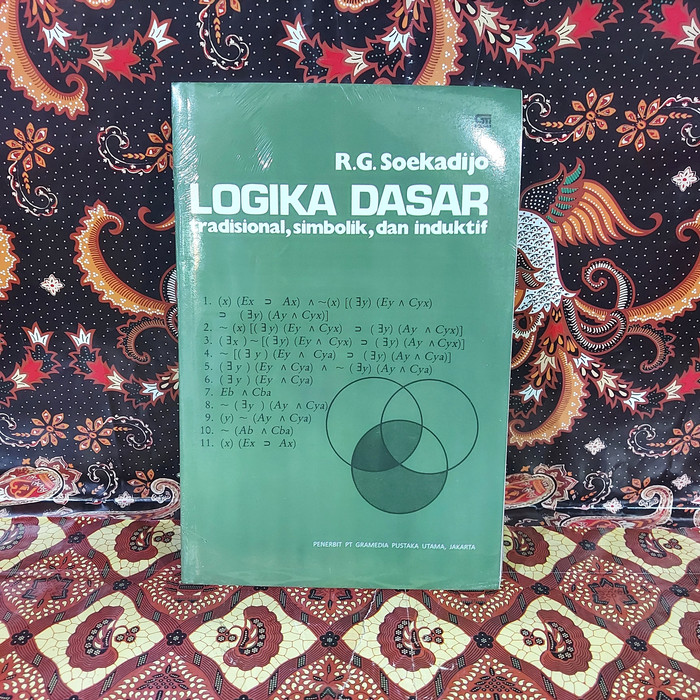 R.G. Soekadijo
LOGIKA DASAR
tradisional, simbolik, dan induktif
1. (x) (Ex ⊃ Ax) ∧ ~(x) [(∃y) (Ey ∧ Cyx)
⊃ (∃y) (Ay ∧ Cyx)]
2. ~ (x) [(∃y) (Ey ∧ Cyx) ⊃ (∃y) (Ay ∧ Cyx)]
3. (∃x) ~ [(∃y) (Ey ∧ Cyx) ⊃ (∃y) (Ay ∧ Cyx)]
4. ~ [(∃y) (Ey ∧ Cya) ⊃ (∃y) (Ay ∧ Cya)]
5. (∃y) (Ey ∧ Cya) ∧ ~ (∃y) (Ay ∧ Cya)
6. (∃y) (Ey ∧ Cya)
7. Eb ∧ Cba
8. ~ (∃y) (Ay ∧ Cya)
9. (y) ~ (Ay ∧ Cya)
10. ~ (Ab ∧ Cba)
11. (x) (Ex ⊃ Ax)
PENERBIT PT GRAMEDIA PUSTAKA UTAMA, JAKARTA